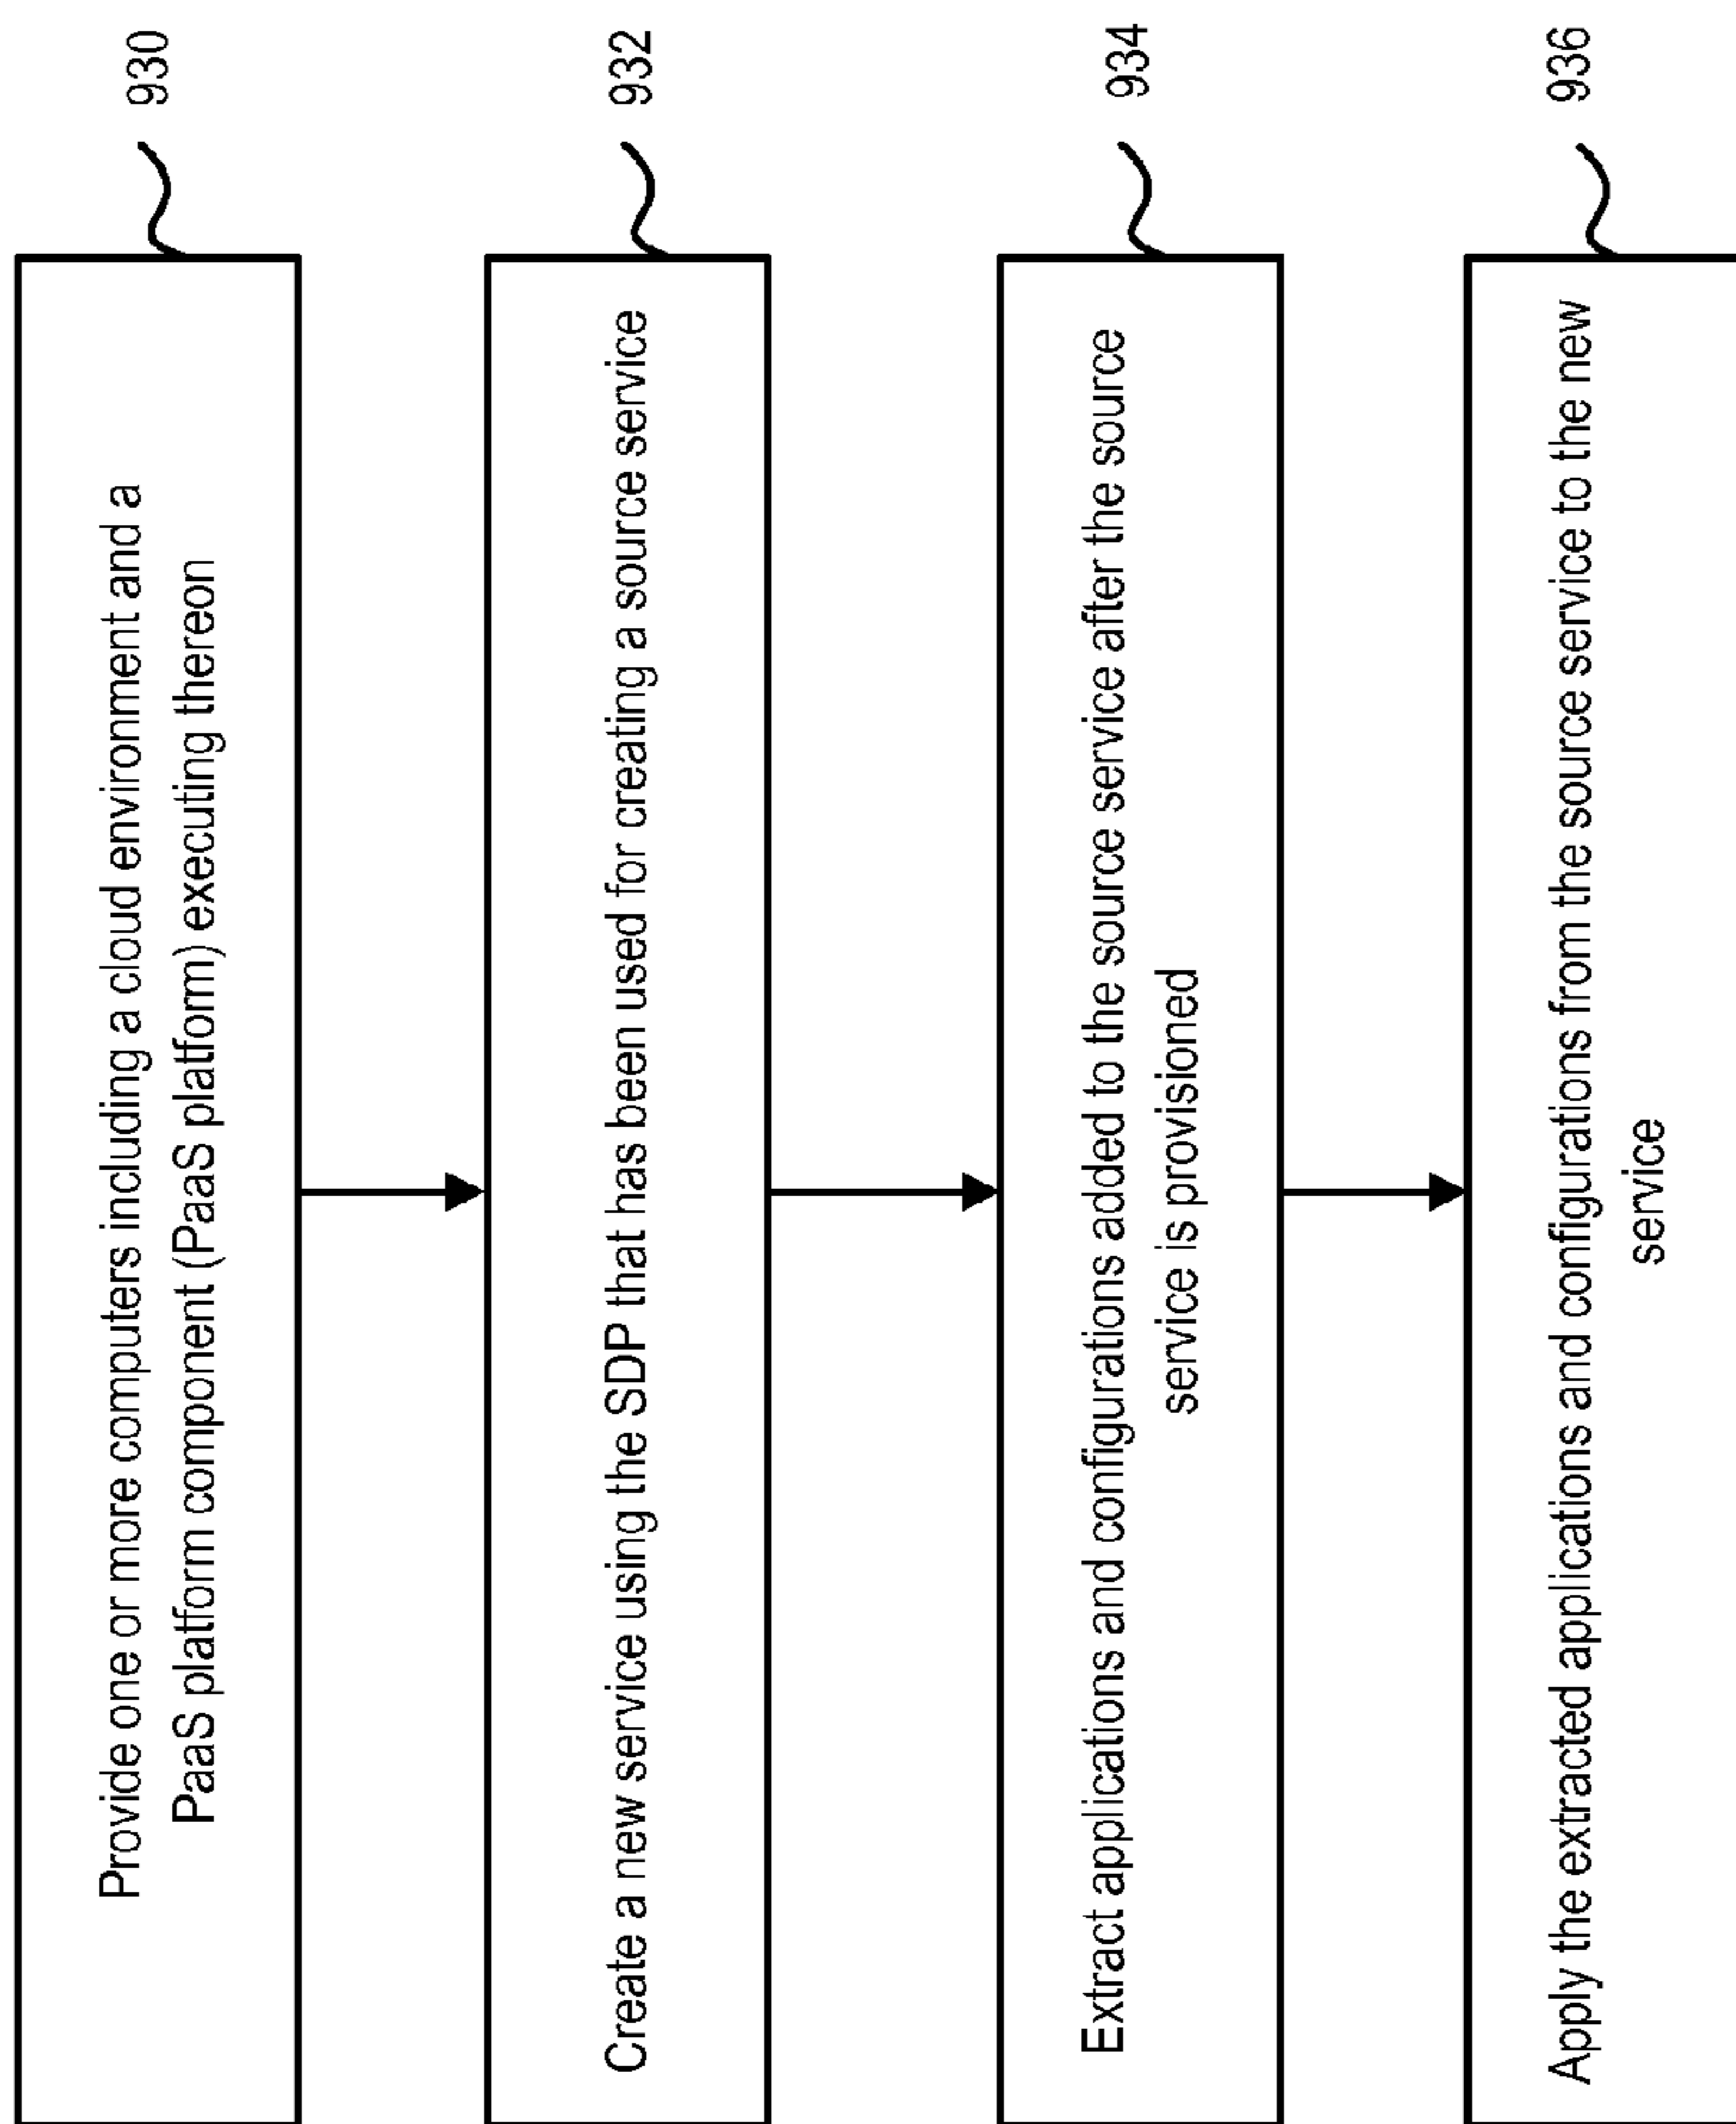 930
Provide one or more computers including a cloud environment and a
PaaS platform component (PaaS platform) executing thereon
932
Create a new service using the SDP that has been used for creating a source service
934
Extract applications and configurations added to the source service after the source
service is provisioned
936
Apply the extracted applications and configurations from the source service to the new
service